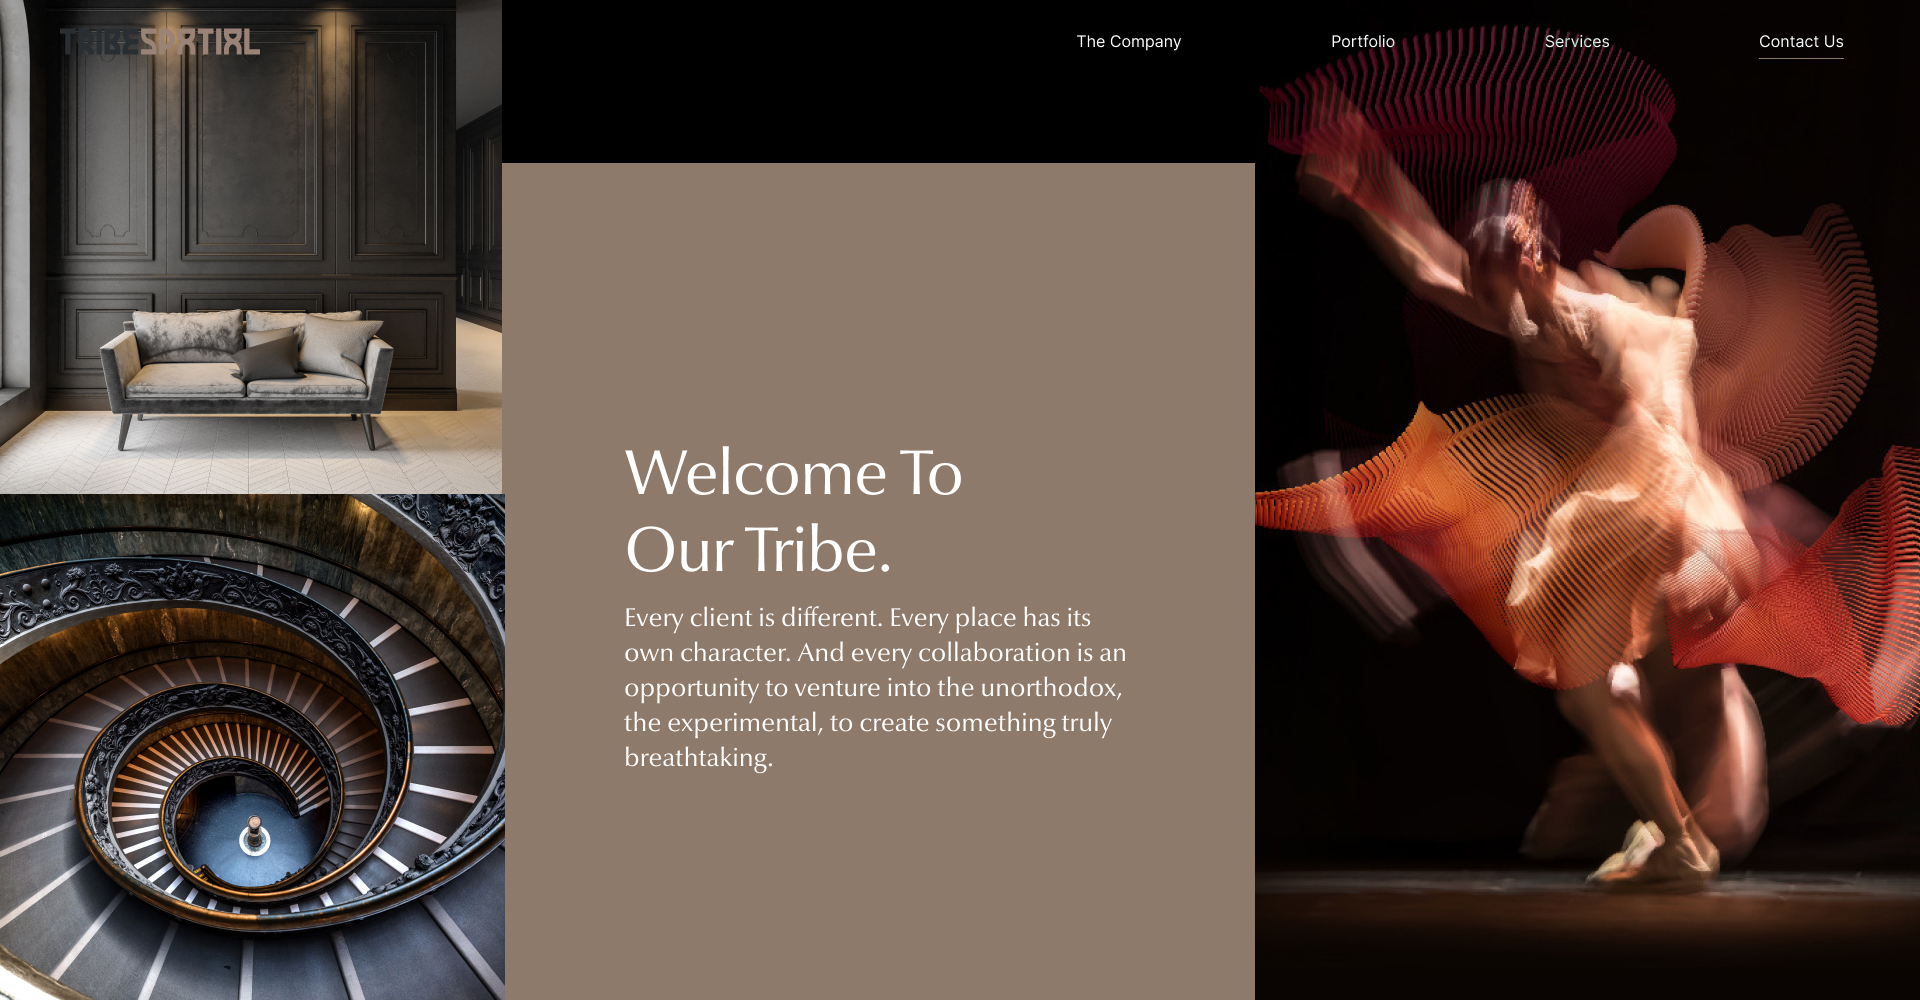 TRIBESPATIAL
The Company
Portfolio
Services
Contact Us
Welcome To
Our Tribe.
Every client is different. Every place has its
own character. And every collaboration is an
opportunity to venture into the unorthodox,
the experimental, to create something truly
breathtaking.